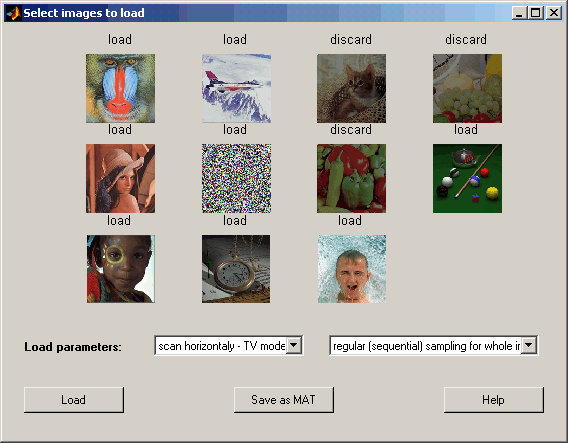 Select images to load
load load discard discard
load load discard load
load load load
Load parameters:
scan horizontaly - TV mode
regular (sequential) sampling for whole
Load Save as MAT Help